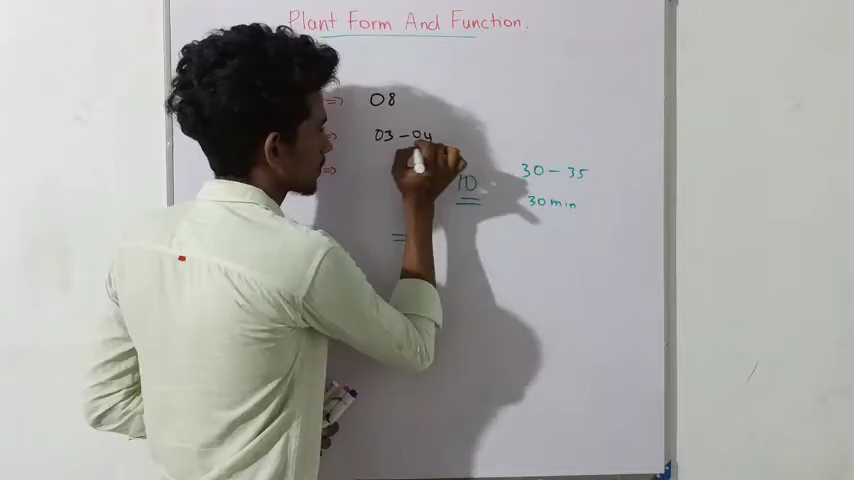 Plant Form And Function.
⇒ 08
⇒ 03 - 04
⇒
10
30 - 35
30 min
=